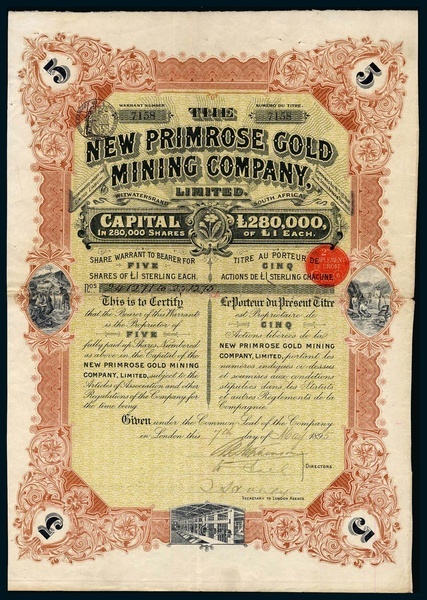 5 5
WARRANT NUMBER NUMÉRO DU TITRE
7158 THE 7158
NEW PRIMROSE GOLD
MINING COMPANY,
LIMITED.
WITWATERSRAND SOUTH AFRICA
CAPITAL £280,000,
IN 280,000 SHARES OF £1 EACH.
SHARE WARRANT TO BEARER FOR TITRE AU PORTEUR DE
FIVE CINQ
SHARES OF £1 STERLING EACH. ACTIONS DE £1 STERLING CHACUNE
Nos
This is to Certify
that the Bearer of this Warrant
is the Proprietor of
FIVE
fully paid up Shares Numbered
as above in the Capital of the
NEW PRIMROSE GOLD MINING
COMPANY, LIMITED, subject to the
Articles of Association and other
Regulations of the Company for
the time being.
Le Porteur du Présent Titre
est Propriétaire de
CINQ
Actions libérées de la
NEW PRIMROSE GOLD MINING
COMPANY, LIMITED, portant les
numéros indiqués ci-dessus
et soumises aux conditions
stipulées dans les Statuts
et autres Règlements de la
Compagnie.
Given under the Common Seal of the Company
in London this 7th day of May 1895
DIRECTORS.
SECRETARY TO LONDON AGENCY.
5 5